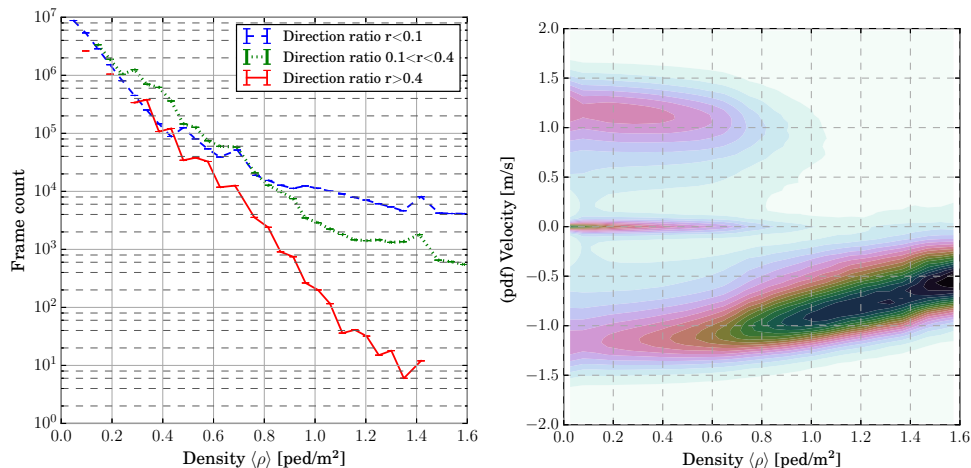 10^7
10^6
10^5
10^4
10^3
10^2
10^1
10^0
Frame count
Direction ratio r<0.1
Direction ratio 0.1<r<0.4
Direction ratio r>0.4
0.0 0.2 0.4 0.6 0.8 1.0 1.2 1.4 1.6
Density ⟨ρ⟩ [ped/m²]
2.0
1.5
1.0
0.5
0.0
−0.5
−1.0
−1.5
−2.0
(pdf) Velocity [m/s]
0.0 0.2 0.4 0.6 0.8 1.0 1.2 1.4 1.6
Density ⟨ρ⟩ [ped/m²]